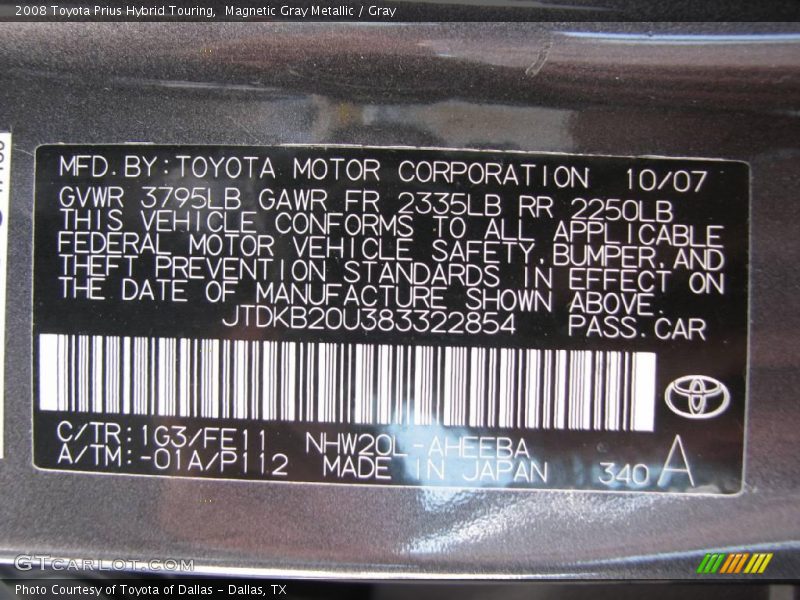 2008 Toyota Prius Hybrid Touring, Magnetic Gray Metallic / Gray
MFD.BY:TOYOTA MOTOR CORPORATION 10/07
GVWR 3795LB GAWR FR 2335LB RR 2250LB
THIS VEHICLE CONFORMS TO ALL APPLICABLE
FEDERAL MOTOR VEHICLE SAFETY,BUMPER,AND
THEFT PREVENTION STANDARDS IN EFFECT ON
THE DATE OF MANUFACTURE SHOWN ABOVE.
JTDKB20U383322854 PASS.CAR
C/TR:1G3/FE11 NHW20L-AHEEBA
A/TM:-01A/P112 MADE IN JAPAN 340 A
GTCarLot.com
Photo Courtesy of Toyota of Dallas - Dallas, TX